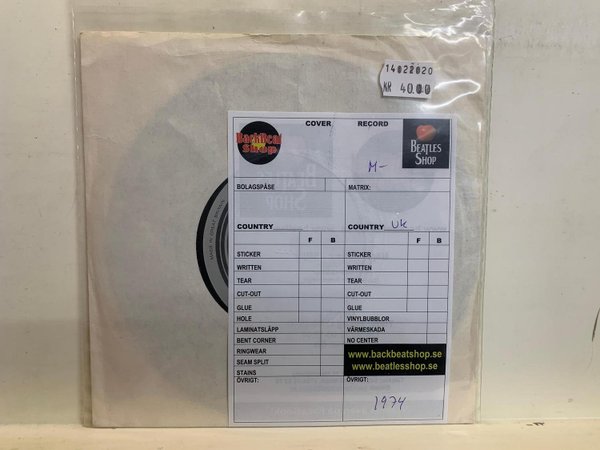 14022020
KR 40.00
COVER RECORD
BackBeat
Shop
BEATLES
SHOP
M-
BOLAGSPÅSE MATRIX:
COUNTRY COUNTRY UK
F B F B
STICKER STICKER
WRITTEN WRITTEN
TEAR TEAR
CUT-OUT CUT-OUT
GLUE GLUE
HOLE VINYLBUBBLOR
LAMINATSLÄPP VÄRMESKADA
BENT CORNER NO CENTER
RINGWEAR
SEAM SPLIT
STAINS
www.backbeatshop.se
www.beatlesshop.se
ÖVRIGT: ÖVRIGT:
1974